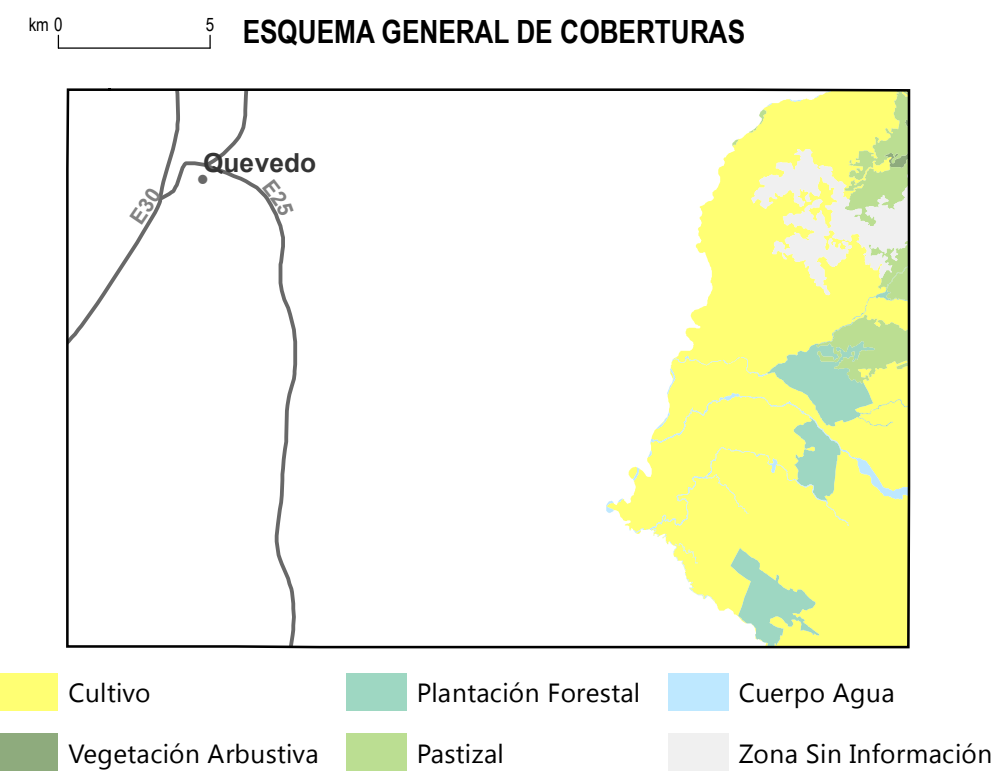 km 0 5
ESQUEMA GENERAL DE COBERTURAS
Quevedo
E30
E25
Cultivo
Plantación Forestal
Cuerpo Agua
Vegetación Arbustiva
Pastizal
Zona Sin Información